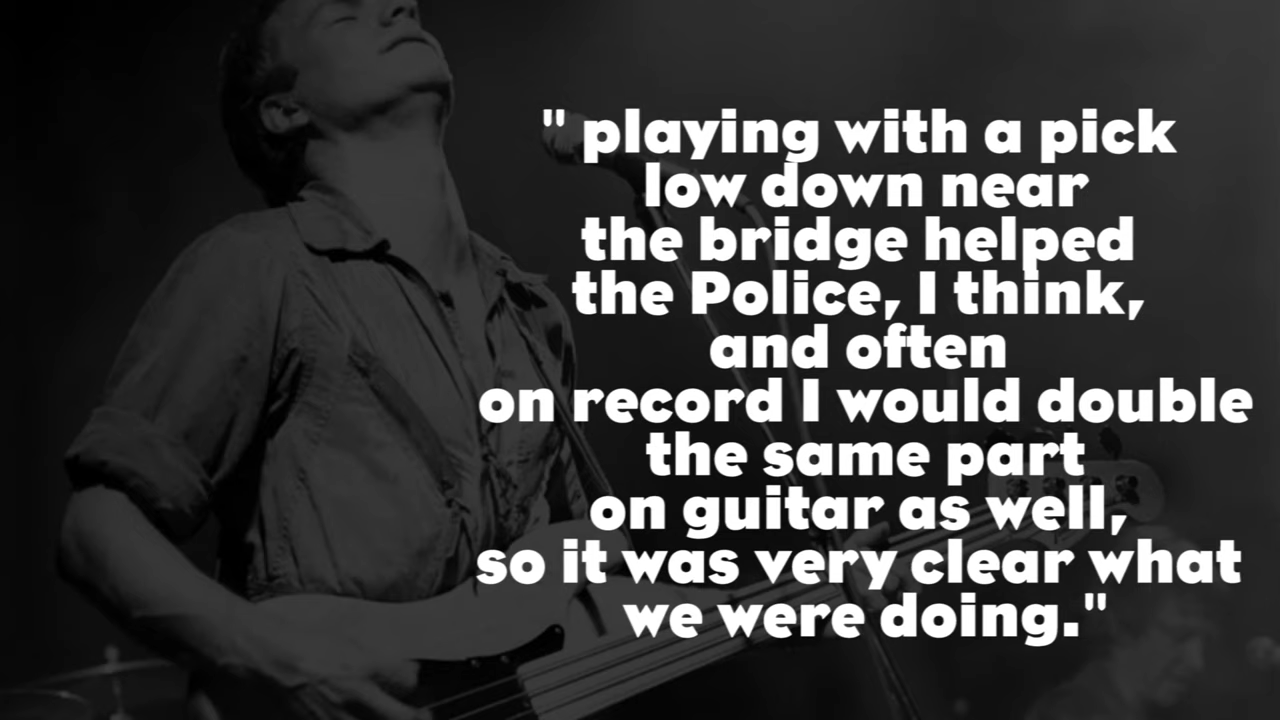 " playing with a pick
low down near
the bridge helped
the Police, I think,
and often
on record I would double
the same part
on guitar as well,
so it was very clear what
we were doing."